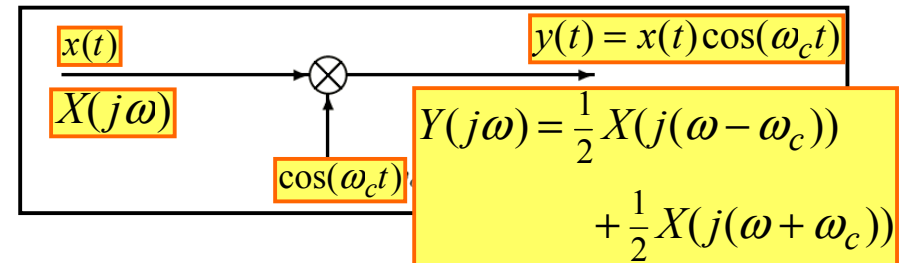 x(t)
y(t) = x(t)cos(ω_c t)
X(jω)
Y(jω) = 1/2 X(j(ω − ω_c))
cos(ω_c t)
+ 1/2 X(j(ω + ω_c))